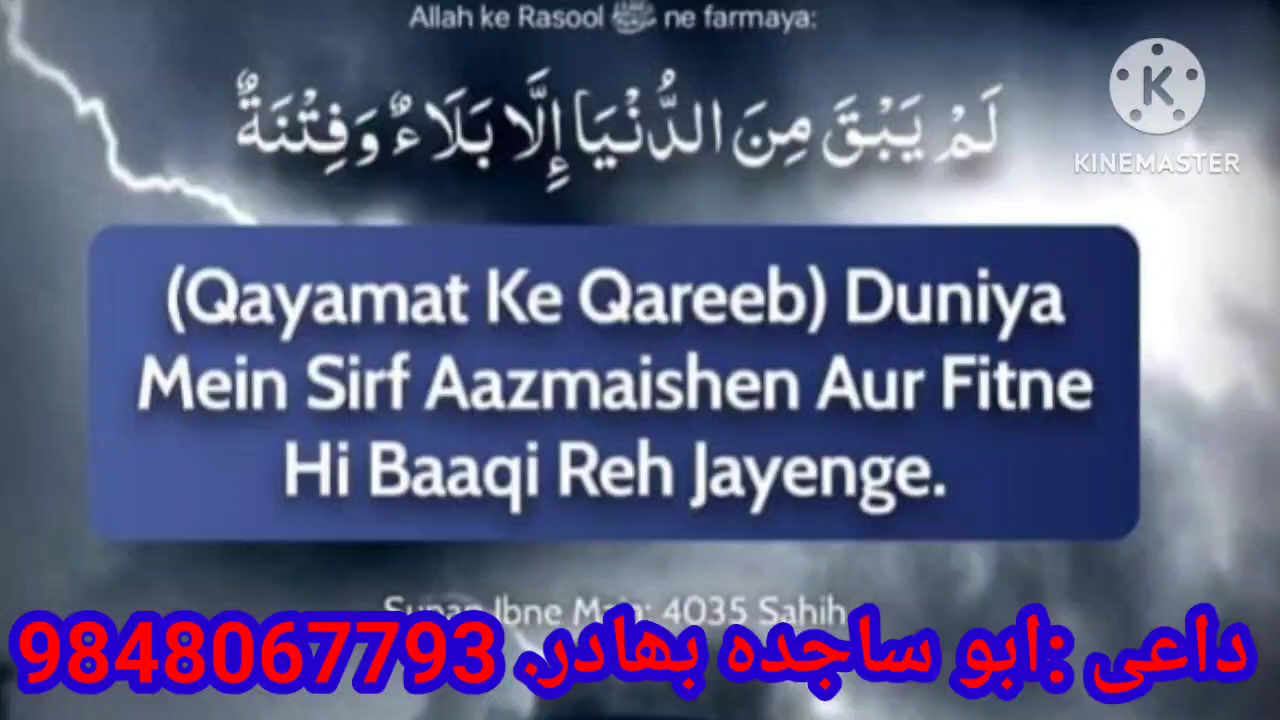 Allah ke Rasool ﷺ ne farmaya:
لَمْ يَبْقَ مِنَ الدُّنْيَا إِلَّا بَلَاءٌ وَفِتْنَةٌ
KINEMASTER
(Qayamat Ke Qareeb) Duniya
Mein Sirf Aazmaishen Aur Fitne
Hi Baaqi Reh Jayenge.
Sunan Ibne Maja: 4035 Sahih
داعی :ابو ساجدہ بھادر. 9848067793